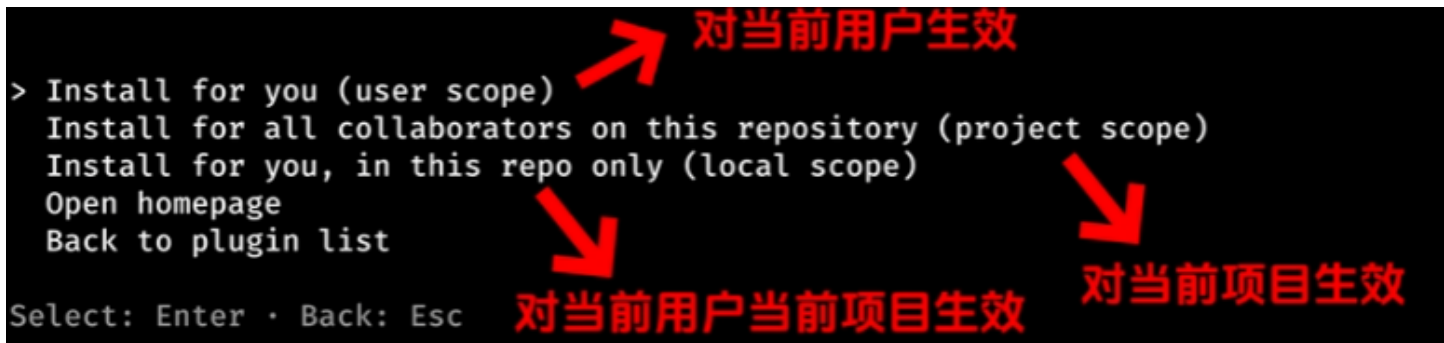 对当前用户生效
> Install for you (user scope)
Install for all collaborators on this repository (project scope)
Install for you, in this repo only (local scope)
Open homepage
Back to plugin list
对当前项目生效
对当前用户当前项目生效
Select: Enter · Back: Esc